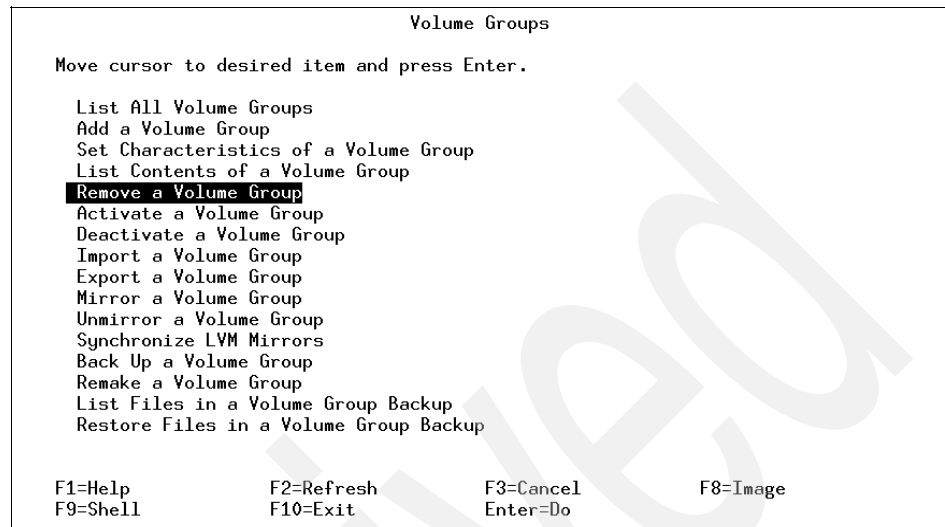 Volume Groups
Move cursor to desired item and press Enter.
List All Volume Groups
Add a Volume Group
Set Characteristics of a Volume Group
List Contents of a Volume Group
Remove a Volume Group
Activate a Volume Group
Deactivate a Volume Group
Import a Volume Group
Export a Volume Group
Mirror a Volume Group
Unmirror a Volume Group
Synchronize LVM Mirrors
Back Up a Volume Group
Remake a Volume Group
List Files in a Volume Group Backup
Restore Files in a Volume Group Backup
F1=Help F2=Refresh F3=Cancel F8=Image
F9=Shell F10=Exit Enter=Do